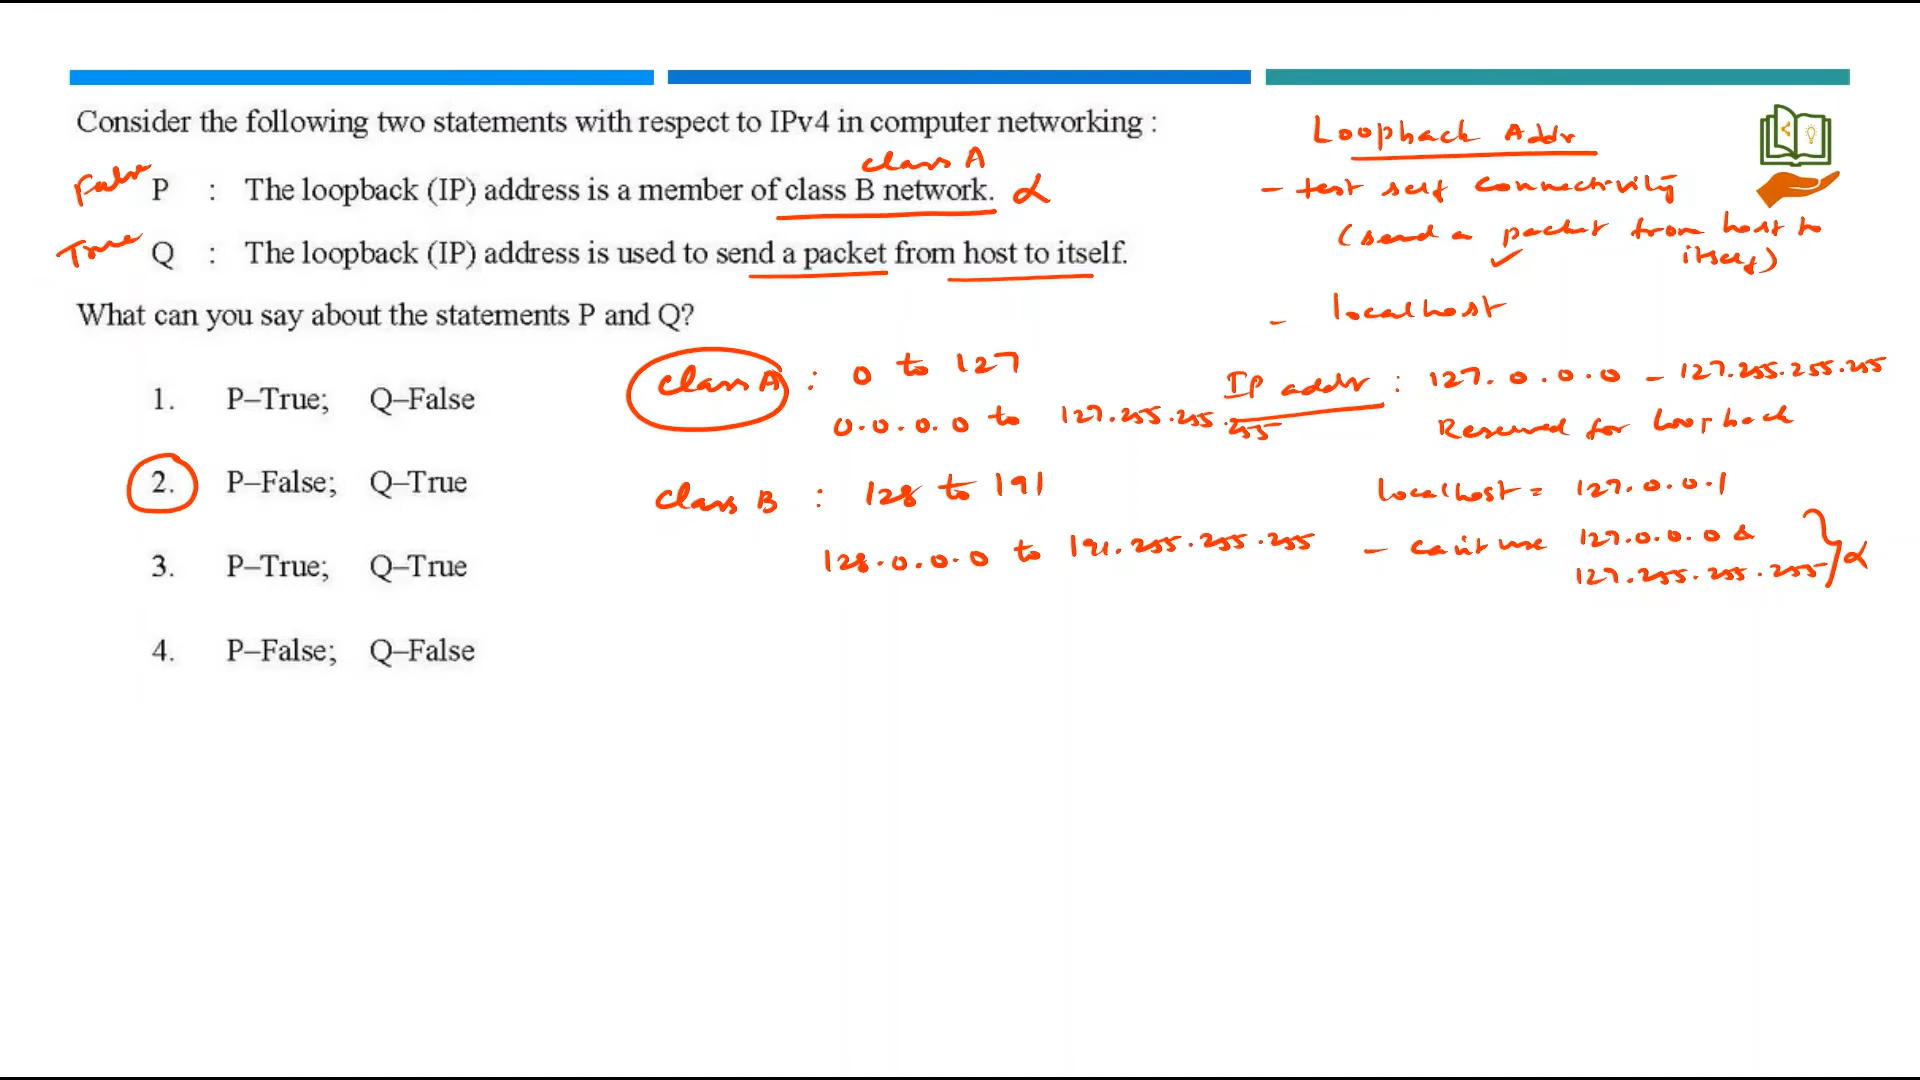 Consider the following two statements with respect to IPv4 in computer networking :
class A
False P : The loopback (IP) address is a member of class B network.
True Q : The loopback (IP) address is used to send a packet from host to itself.
What can you say about the statements P and Q?
1. P–True; Q–False
2. P–False; Q–True
3. P–True; Q–True
4. P–False; Q–False
class A : 0 to 127
0.0.0.0 to 127.255.255.255
class B : 128 to 191
128.0.0.0 to 191.255.255.255
Loopback Addr
- test self connectivity
(send a packet from host to
itself)
- localhost
IP addr : 127.0.0.0 - 127.255.255.255
Reserved for loopback
localhost = 127.0.0.1
- can't use 127.0.0.0 &
127.255.255.255